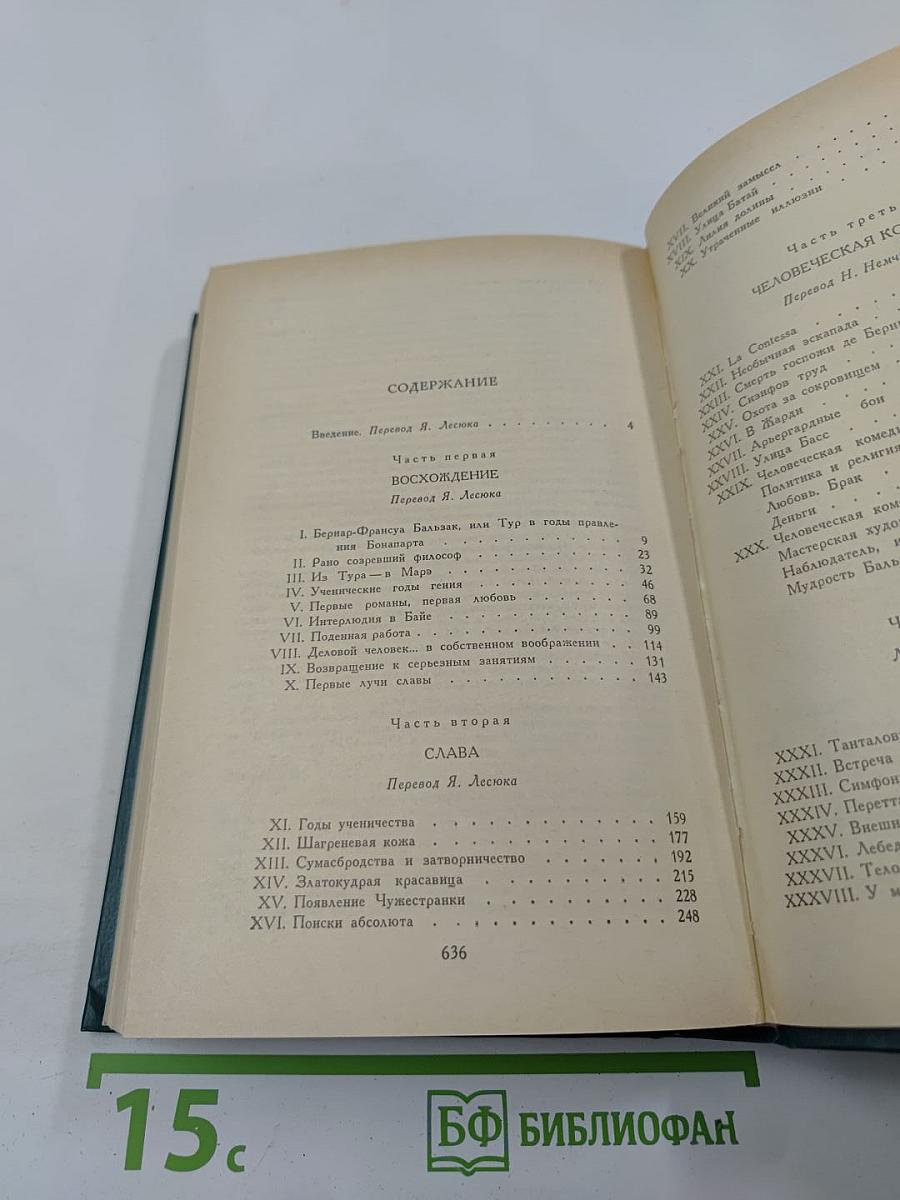 СОДЕРЖАНИЕ
Введение. Перевод Я. Лесюка . . . . . . . . . 4
Часть первая
ВОСХОЖДЕНИЕ
Перевод Я. Лесюка
I. Бернар-Франсуа Бальзак, или Тур в годы правле-
ния Бонапарта . . . . . . . . . . . . 9
II. Рано созревший философ . . . . . . . . . 23
III. Из Тура — в Марэ . . . . . . . . . . . 32
IV. Ученические годы гения . . . . . . . . . 46
V. Первые романы, первая любовь . . . . . . . 68
VI. Интерлюдия в Байе . . . . . . . . . . . 89
VII. Поденная работа . . . . . . . . . . . . 99
VIII. Деловой человек... в собственном воображении . . 114
IX. Возвращение к серьезным занятиям . . . . . . 131
X. Первые лучи славы . . . . . . . . . . . 143
Часть вторая
СЛАВА
Перевод Я. Лесюка
XI. Годы ученичества . . . . . . . . . . . 159
XII. Шагреневая кожа . . . . . . . . . . . 177
XIII. Сумасбродства и затворничество . . . . . . . 192
XIV. Златокудрая красавица . . . . . . . . . . 215
XV. Появление Чужестранки . . . . . . . . . . 228
XVI. Поиски абсолюта . . . . . . . . . . . . 248
636
XVII. Великий замысел
XVIII. Улица Батай
XIX. Лилия долины
XX. Утраченные иллюзии
Часть треть
ЧЕЛОВЕЧЕСКАЯ КО
Перевод Н. Немч
XXI. La Contessa
XXII. Необычная эскапада
XXIII. Смерть госпожи де Берн
XXIV. Сизифов труд
XXV. Охота за сокровищем
XXVI. В Жарди
XXVII. Арьергардные бои
XXVIII. Улица Басс
XXIX. Человеческая комеди
Политика и религия
Любовь. Брак
Деньги
XXX. Человеческая ком
Мастерская худо
Наблюдатель, и
Мудрость Баль
Ч
XXXI. Танталов
XXXII. Встреча
XXXIII. Симфон
XXXIV. Перетт
XXXV. Внешн
XXXVI. Лебед
XXXVII. Тело
XXXVIII. У м
15 с
БФ БИБЛИОФАН